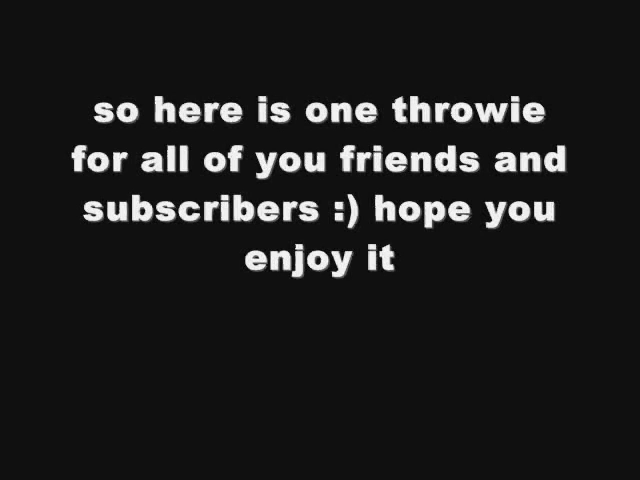 so here is one throwie
for all of you friends and
subscribers :) hope you
enjoy it